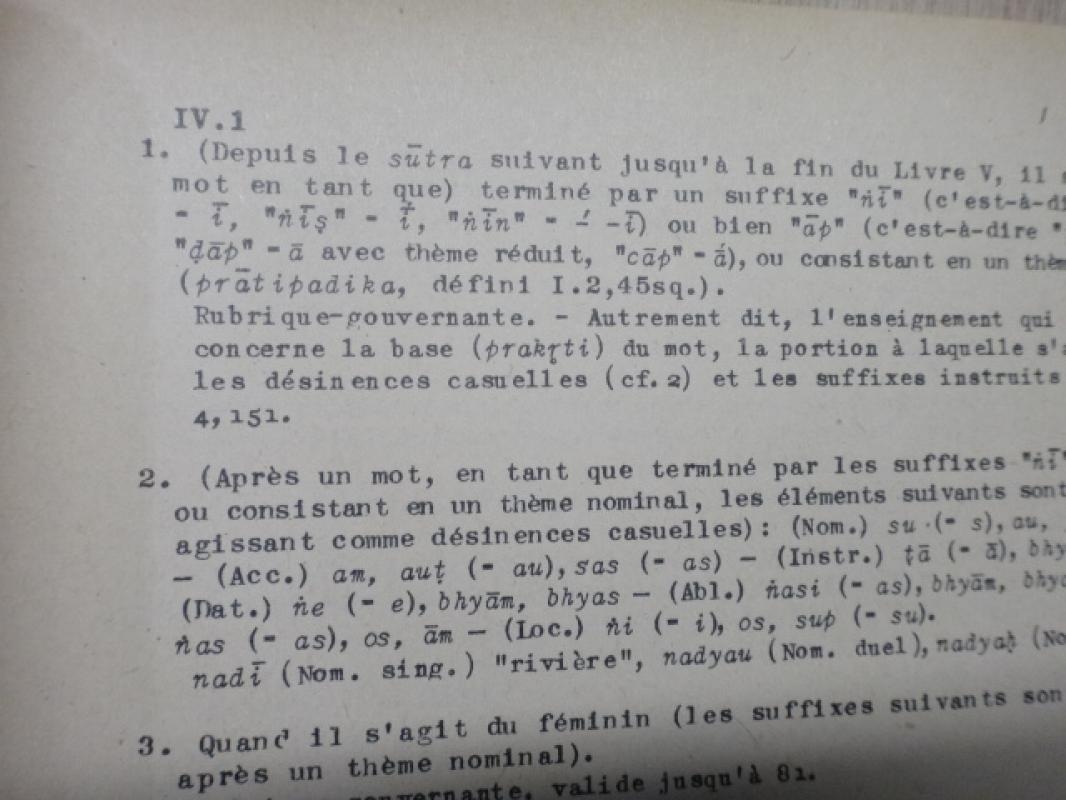 IV.1
1. (Depuis le sūtra suivant jusqu'à la fin du Livre V, il
mot en tant que) terminé par un suffixe "ṅī" (c'est-à-
= ī, "ṅīṣ" = ī́, "ṅīn" = ́ -ī) ou bien "āp" (c'est-à-dire "
"ḍāp" = ā avec thème réduit, "cāp" = ā́), ou consistant en un
(prātipadika, défini I.2,45sq.).
Rubrique-gouvernante. - Autrement dit, l'enseignement qui
concerne la base (prakṛti) du mot, la portion à laquelle
les désinences casuelles (cf. 2) et les suffixes instruits
4, 151.
2. (Après un mot, en tant que terminé par les suffixes "ṅī"
ou consistant en un thème nominal, les éléments suivants sont
agissant comme désinences casuelles) : (Nom.) su (= s), au,
— (Acc.) am, auṭ (= au), sas (= as) — (Instr.) ṭā (= ā),
(Dat.) ṅe (= e), bhyām, bhyas — (Abl.) ṅasi (= as), bhyām,
ṅas (= as), os, ām — (Loc.) ṅi (= i), os, sup (= su).
nadī (Nom. sing.) "rivière", nadyau (Nom. duel), nadyaḥ
3. Quand il s'agit du féminin (les suffixes suivants
après un thème nominal).
valide jusqu'à 81.